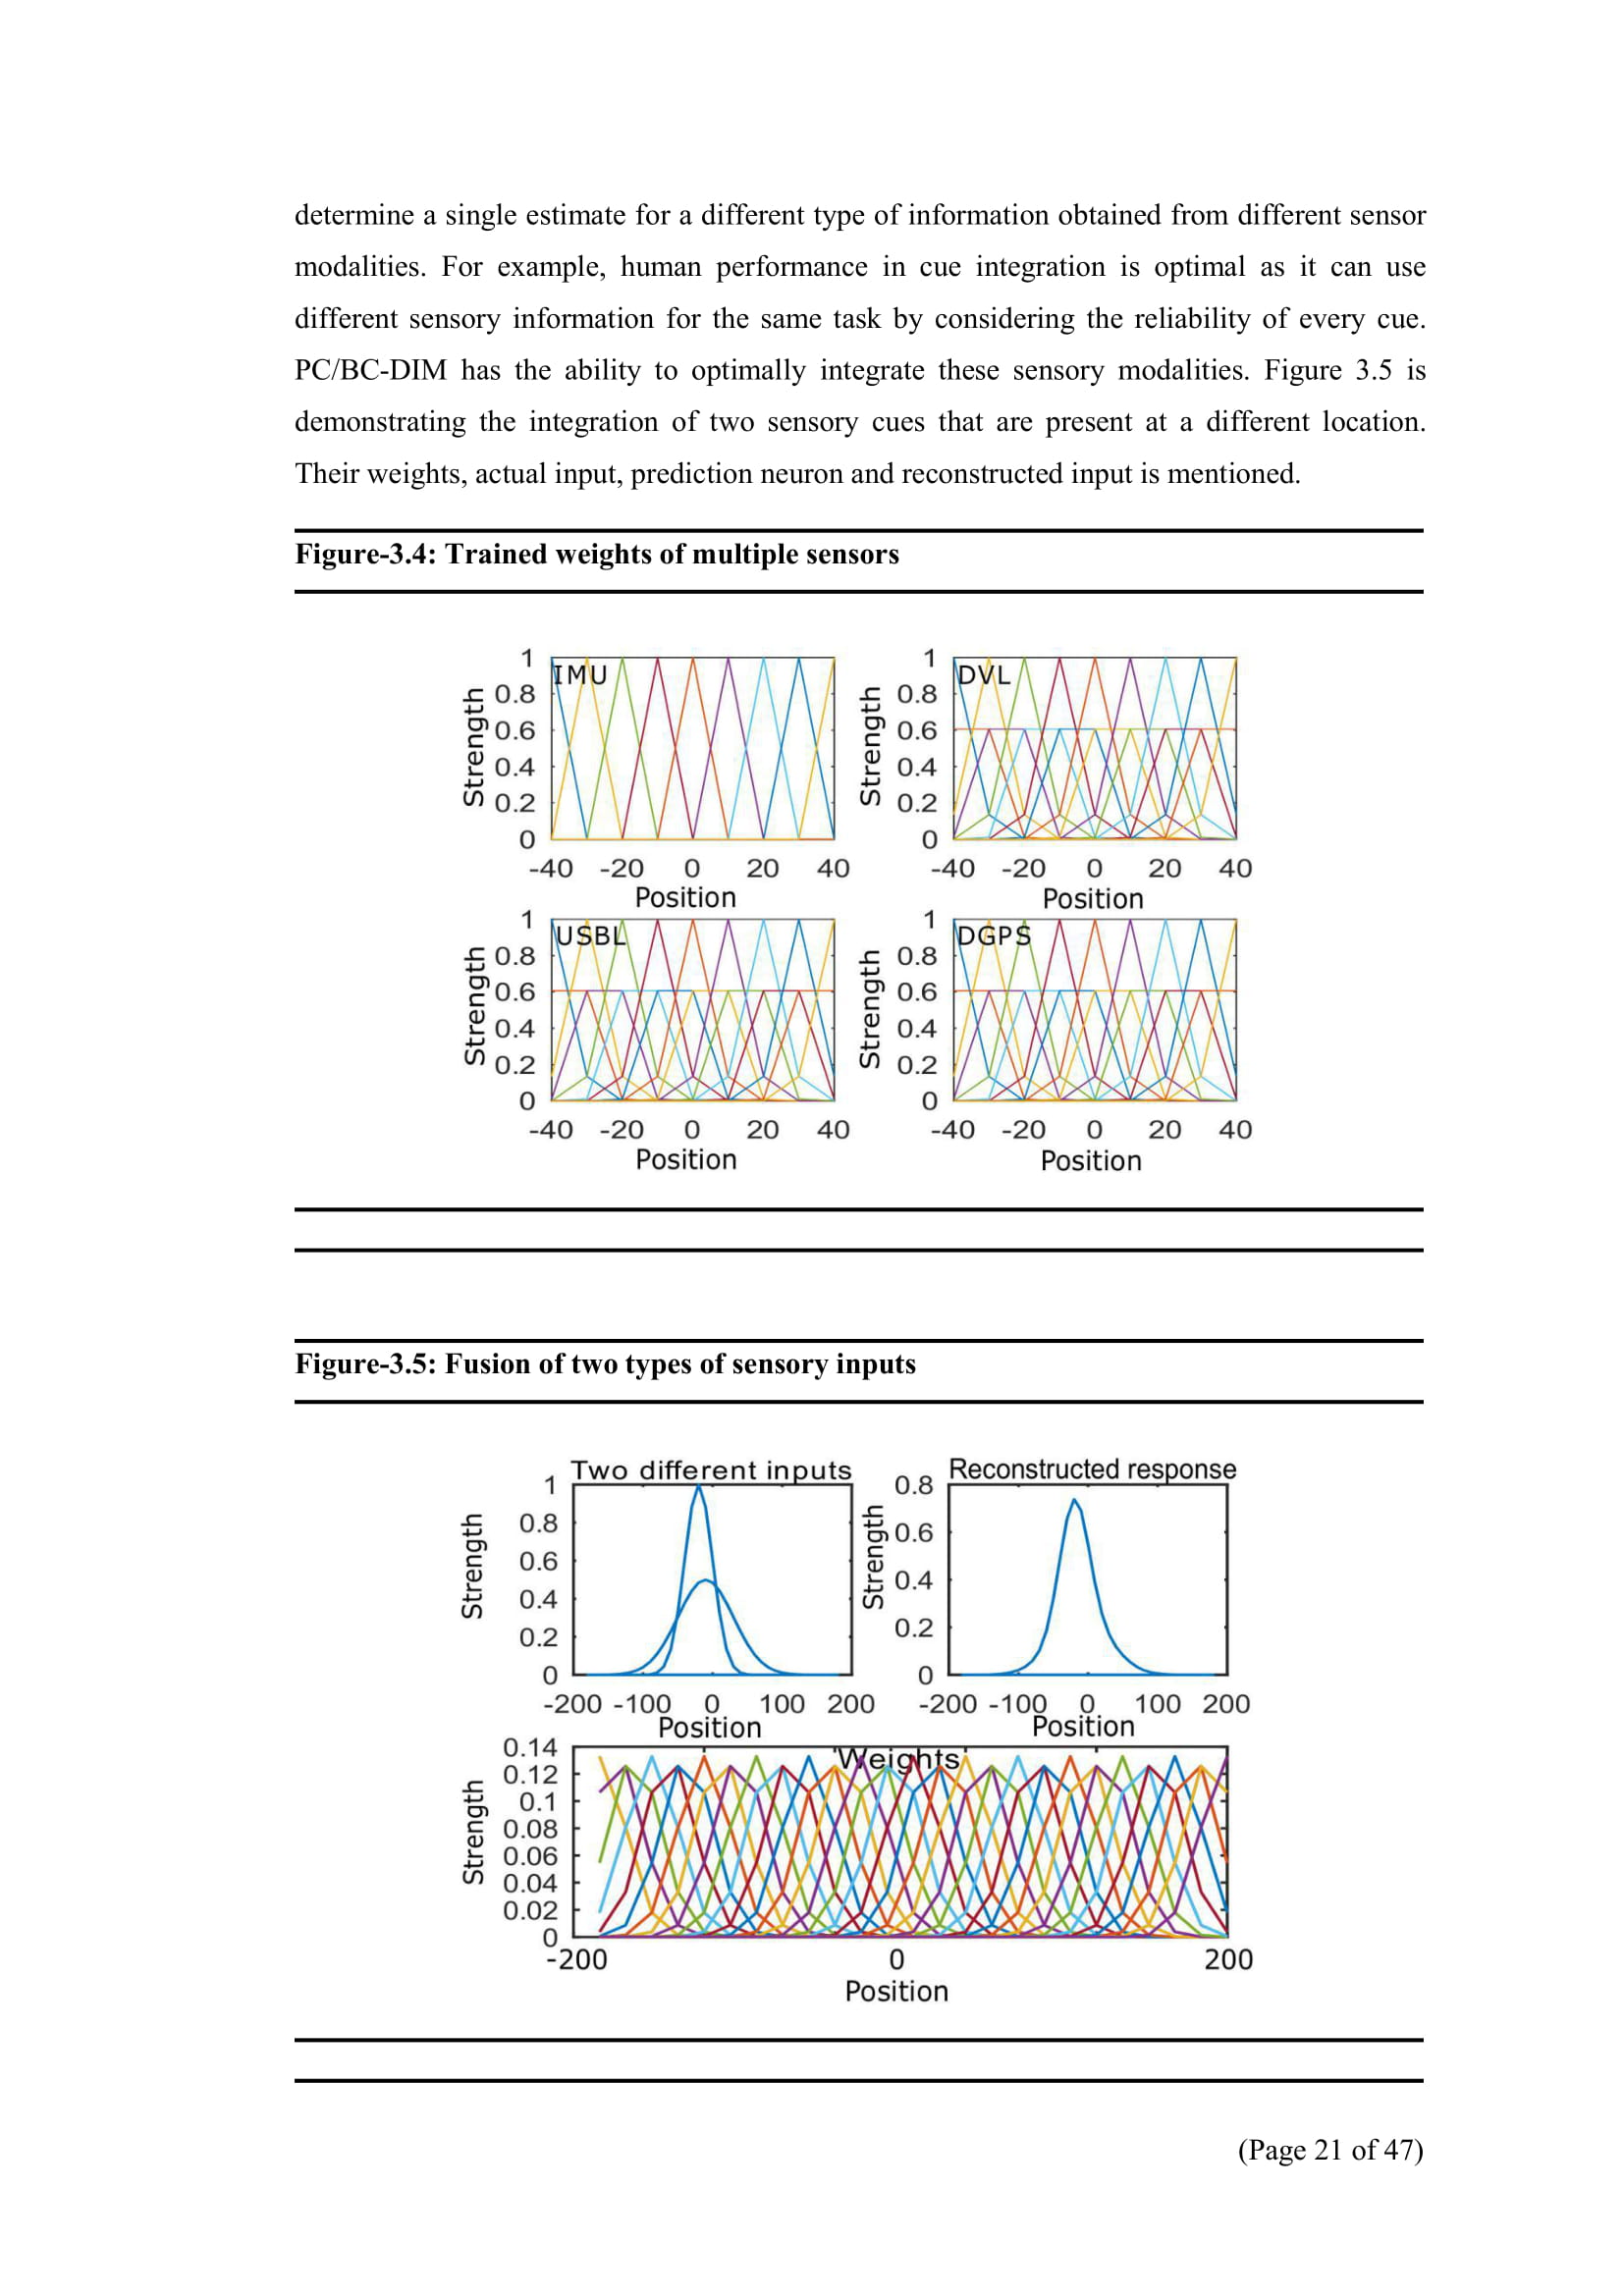 determine a single estimate for a different type of information obtained from different sensor
modalities. For example, human performance in cue integration is optimal as it can use
different sensory information for the same task by considering the reliability of every cue.
PC/BC-DIM has the ability to optimally integrate these sensory modalities. Figure 3.5 is
demonstrating the integration of two sensory cues that are present at a different location.
Their weights, actual input, prediction neuron and reconstructed input is mentioned.
Figure-3.4: Trained weights of multiple sensors
IMU
Strength
1
0.8
0.6
0.4
0.2
0
-40 -20 0 20 40
Position
DVL
Strength
1
0.8
0.6
0.4
0.2
0
-40 -20 0 20 40
Position
USBL
Strength
1
0.8
0.6
0.4
0.2
0
-40 -20 0 20 40
Position
DGPS
Strength
1
0.8
0.6
0.4
0.2
0
-40 -20 0 20 40
Position
Figure-3.5: Fusion of two types of sensory inputs
Two different inputs
Strength
1
0.8
0.6
0.4
0.2
0
-200 -100 0 100 200
Position
Reconstructed response
Strength
0.8
0.6
0.4
0.2
0
-200 -100 0 100 200
Position
Weights
Strength
0.14
0.12
0.1
0.08
0.06
0.04
0.02
0
-200 0 200
Position
(Page 21 of 47)